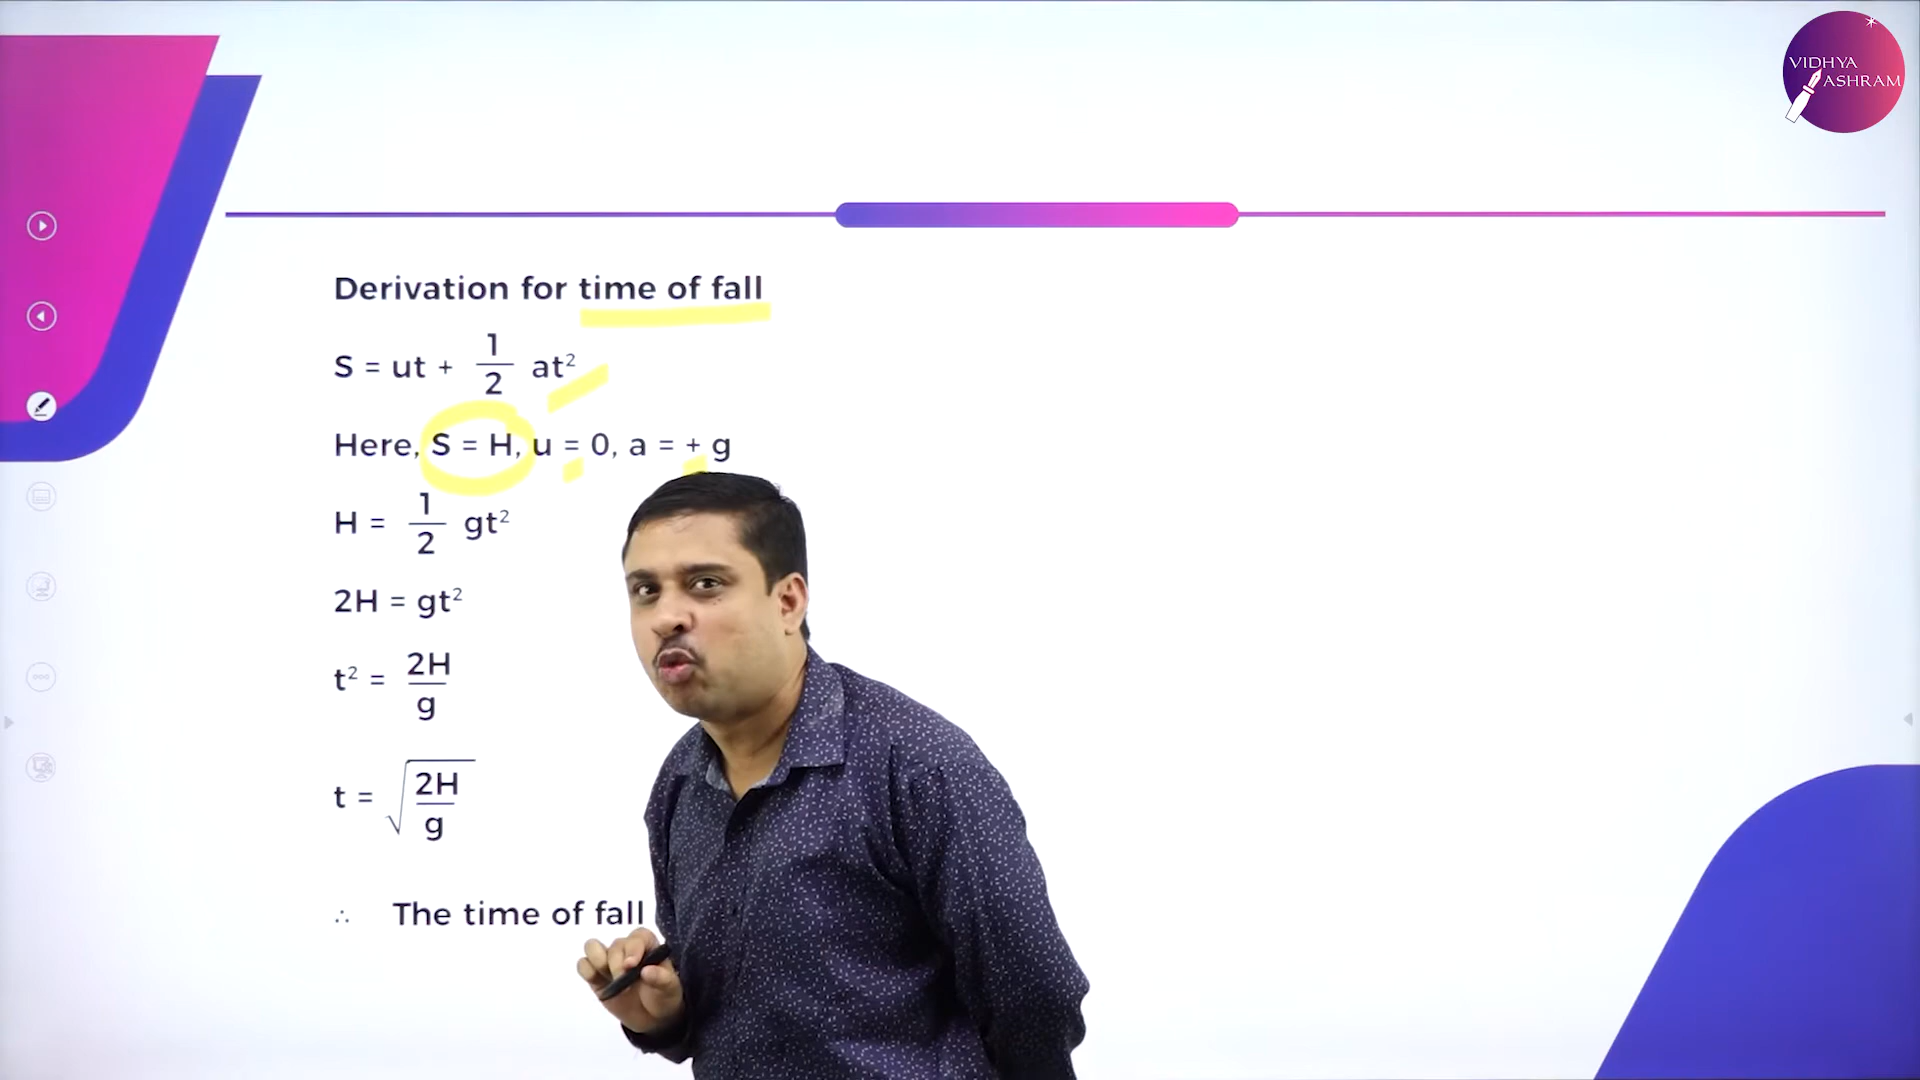 VIDHYA
ASHRAM
Derivation for time of fall
S = ut + 1/2 at²
Here, S = H, u = 0, a = + g
H = 1/2 gt²
2H = gt²
t² = 2H/g
t = √(2H/g)
∴ The time of fall